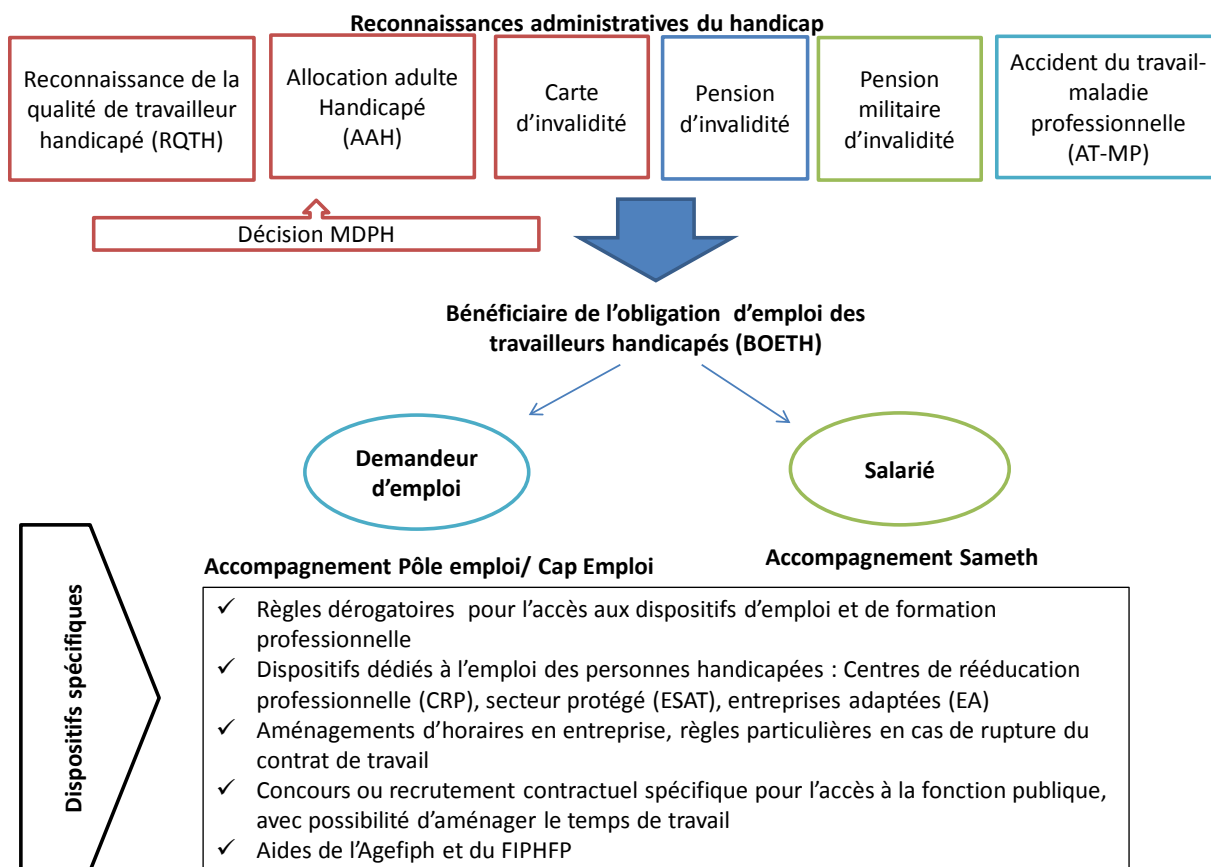 Reconnaissances administratives du handicap
Reconnaissance de la
qualité de travailleur
handicapé (RQTH)
Allocation adulte
Handicapé
(AAH)
Carte
d’invalidité
Pension
d’invalidité
Pension
militaire
d’invalidité
Accident du travail-
maladie
professionnelle
(AT-MP)
Décision MDPH
Bénéficiaire de l’obligation d’emploi des
travailleurs handicapés (BOETH)
Demandeur
d’emploi
Salarié
Accompagnement Pôle emploi/ Cap Emploi
Accompagnement Sameth
Dispositifs spécifiques
✓ Règles dérogatoires pour l’accès aux dispositifs d’emploi et de formation
professionnelle
✓ Dispositifs dédiés à l’emploi des personnes handicapées : Centres de rééducation
professionnelle (CRP), secteur protégé (ESAT), entreprises adaptées (EA)
✓ Aménagements d’horaires en entreprise, règles particulières en cas de rupture du
contrat de travail
✓ Concours ou recrutement contractuel spécifique pour l’accès à la fonction publique,
avec possibilité d’aménager le temps de travail
✓ Aides de l’Agefiph et du FIPHFP